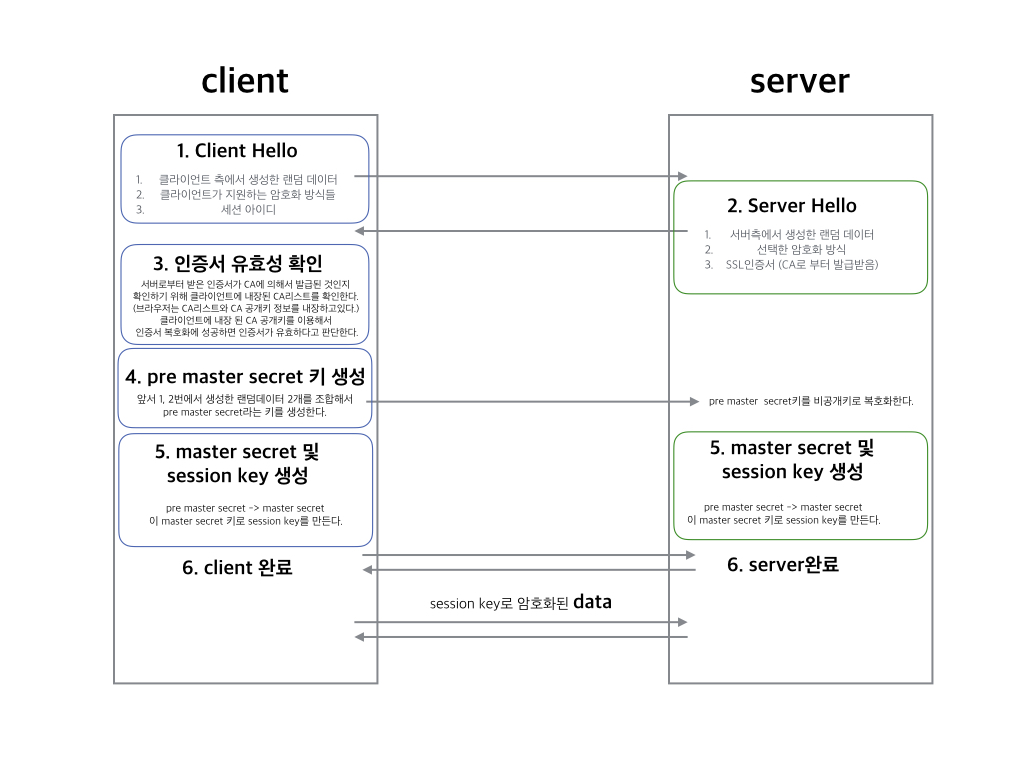 client
server
1. Client Hello
1. 클라이언트 측에서 생성한 랜덤 데이터
2. 클라이언트가 지원하는 암호화 방식들
3. 세션 아이디
2. Server Hello
1. 서버측에서 생성한 랜덤 데이터
2. 선택한 암호화 방식
3. SSL인증서 (CA로 부터 발급받음)
3. 인증서 유효성 확인
서버로부터 받은 인증서가 CA에 의해서 발급된 것인지
확인하기 위해 클라이언트에 내장된 CA리스트를 확인한다.
(브라우저는 CA리스트와 CA 공개키 정보를 내장하고있다.)
클라이언트에 내장 된 CA 공개키를 이용해서
인증서 복호화에 성공하면 인증서가 유효하다고 판단한다.
4. pre master secret 키 생성
앞서 1, 2번에서 생성한 랜덤데이터 2개를 조합해서
pre master secret라는 키를 생성한다.
pre master secret키를 비공개키로 복호화한다.
5. master secret 및
session key 생성
pre master secret -> master secret
이 master secret 키로 session key를 만든다.
5. master secret 및
session key 생성
pre master secret -> master secret
이 master secret 키로 session key를 만든다.
6. client 완료
6. server완료
session key로 암호화된 data